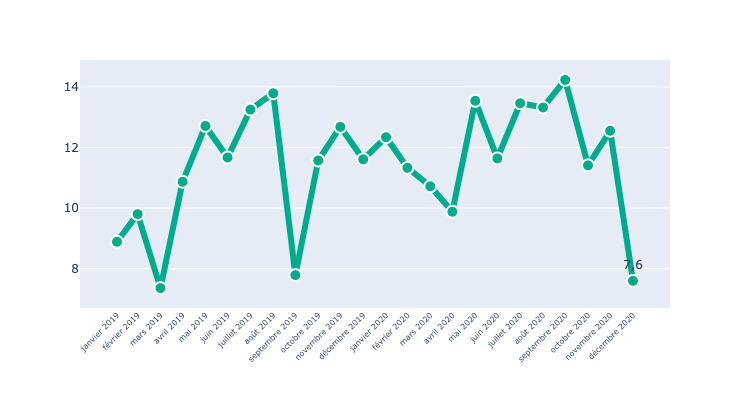 14
12
10
8
7,6
janvier 2019
février 2019
mars 2019
avril 2019
mai 2019
juin 2019
juillet 2019
août 2019
septembre 2019
octobre 2019
novembre 2019
décembre 2019
janvier 2020
février 2020
mars 2020
avril 2020
mai 2020
juin 2020
juillet 2020
août 2020
septembre 2020
octobre 2020
novembre 2020
décembre 2020